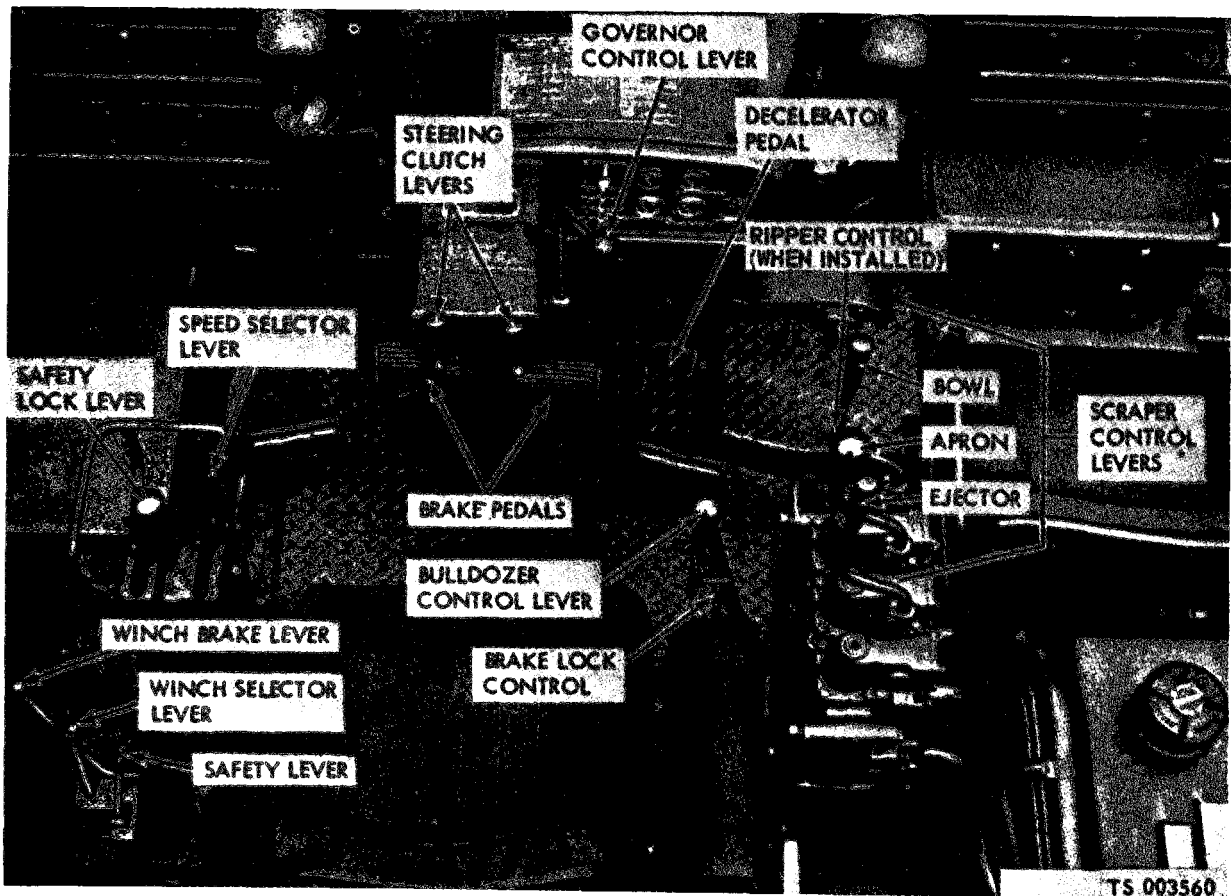 GOVERNOR
CONTROL LEVER
STEERING
CLUTCH
LEVERS
DECELERATOR
PEDAL
RIPPER CONTROL
(WHEN INSTALLED)
SPEED SELECTOR
LEVER
SAFETY
LOCK LEVER
BOWL
APRON
EJECTOR
SCRAPER
CONTROL
LEVERS
BRAKE PEDALS
BULLDOZER
CONTROL LEVER
WINCH BRAKE LEVER
BRAKE LOCK
CONTROL
WINCH SELECTOR
LEVER
SAFETY LEVER
TS 003560